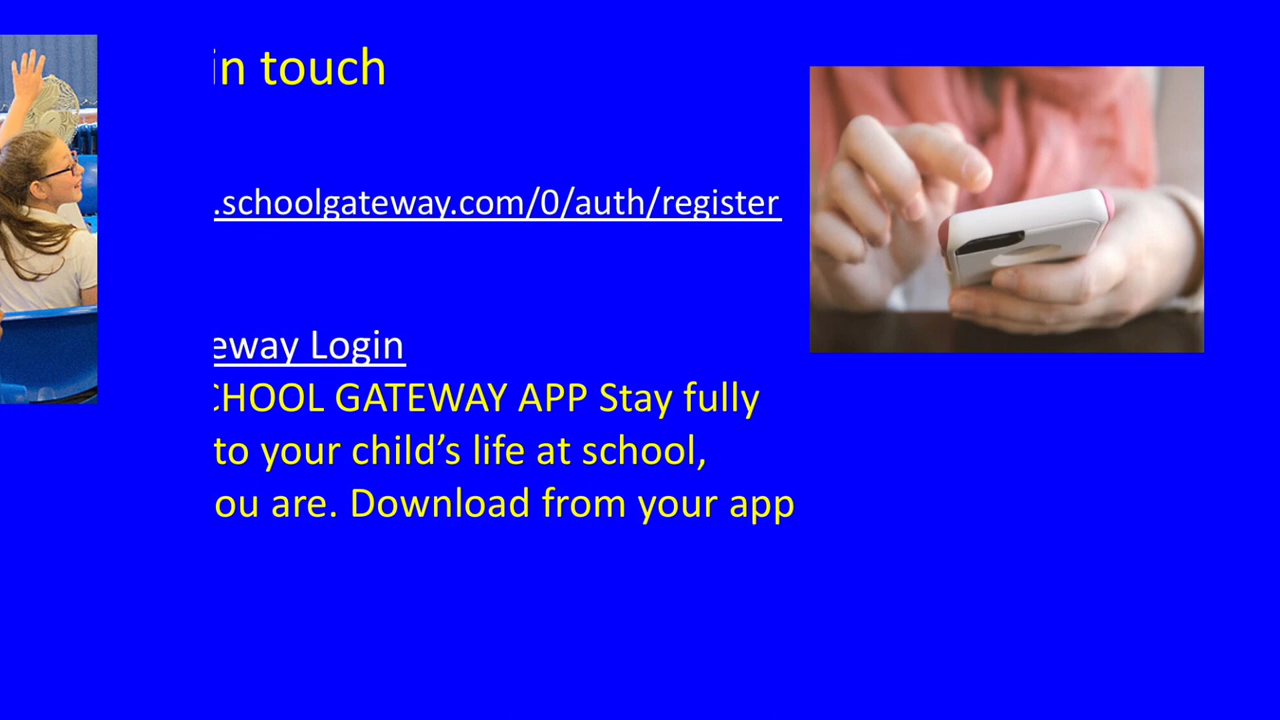 in touch
.schoolgateway.com/0/auth/register
eway Login
CHOOL GATEWAY APP Stay fully
to your child’s life at school,
ou are. Download from your app